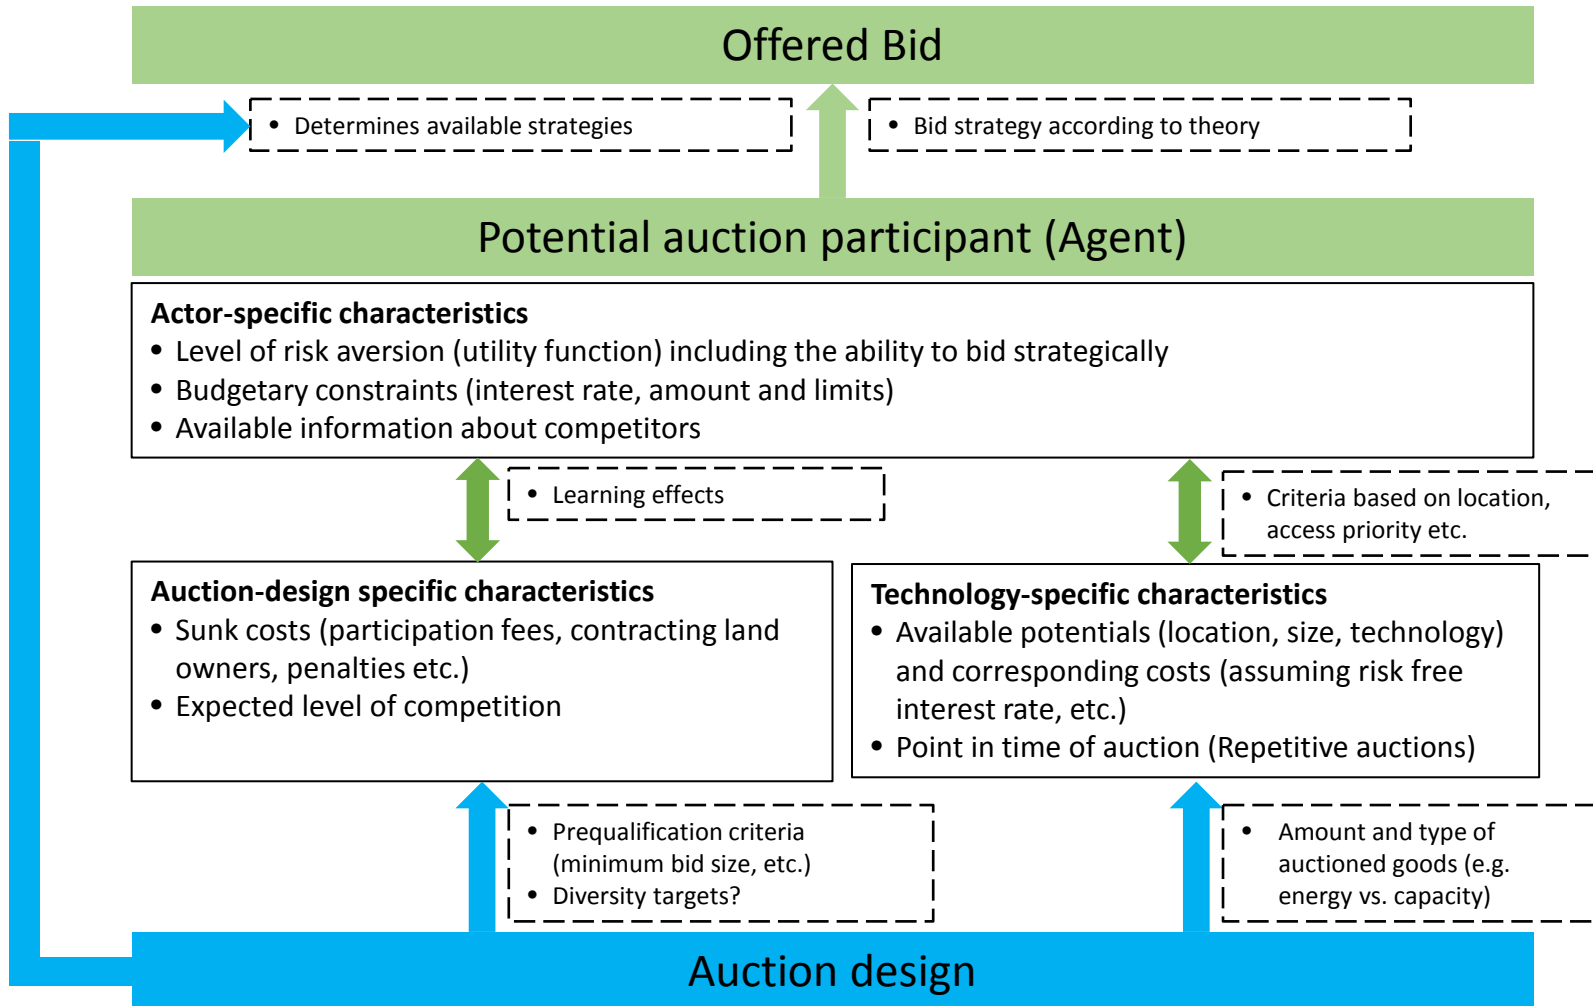 Offered Bid
• Determines available strategies
• Bid strategy according to theory
Potential auction participant (Agent)
Actor-specific characteristics
• Level of risk aversion (utility function) including the ability to bid strategically
• Budgetary constraints (interest rate, amount and limits)
• Available information about competitors
• Learning effects
• Criteria based on location,
access priority etc.
Auction-design specific characteristics
• Sunk costs (participation fees, contracting land
owners, penalties etc.)
• Expected level of competition
Technology-specific characteristics
• Available potentials (location, size, technology)
and corresponding costs (assuming risk free
interest rate, etc.)
• Point in time of auction (Repetitive auctions)
• Prequalification criteria
(minimum bid size, etc.)
• Diversity targets?
• Amount and type of
auctioned goods (e.g.
energy vs. capacity)
Auction design